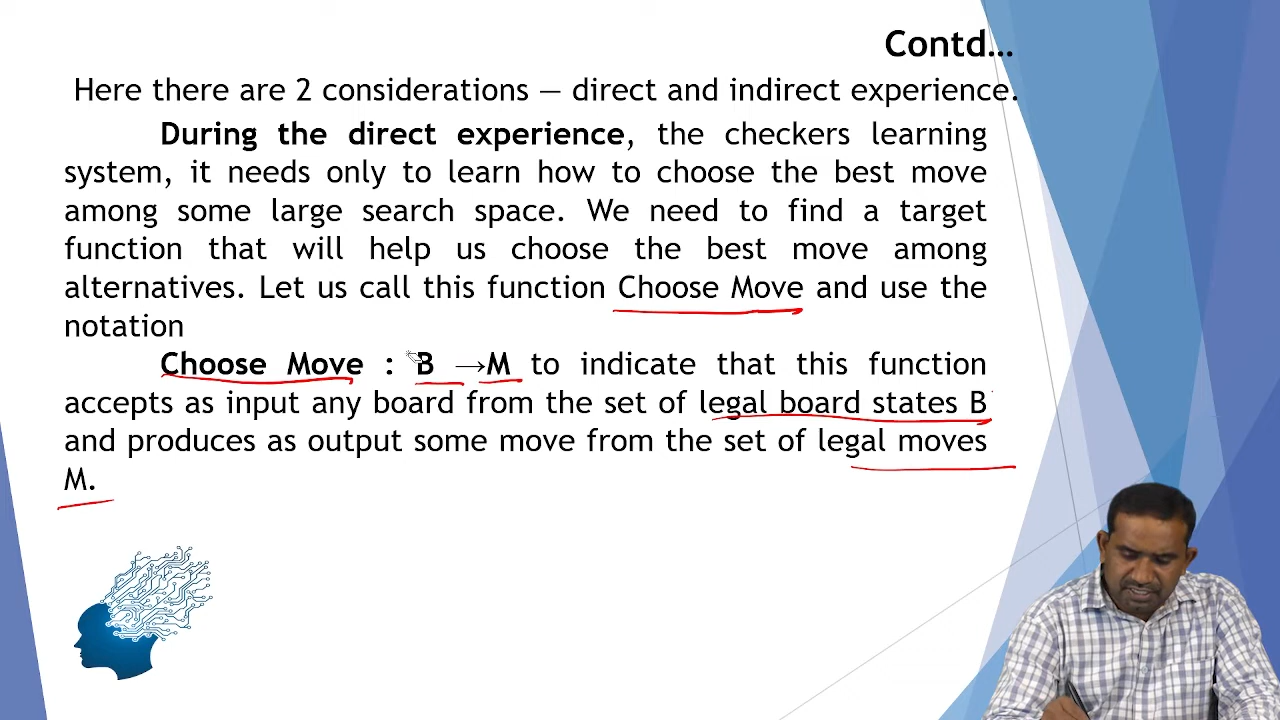 Contd…
Here there are 2 considerations — direct and indirect experience.
During the direct experience, the checkers learning
system, it needs only to learn how to choose the best move
among some large search space. We need to find a target
function that will help us choose the best move among
alternatives. Let us call this function Choose Move and use the
notation
Choose Move : B →M to indicate that this function
accepts as input any board from the set of legal board states B
and produces as output some move from the set of legal moves
M.